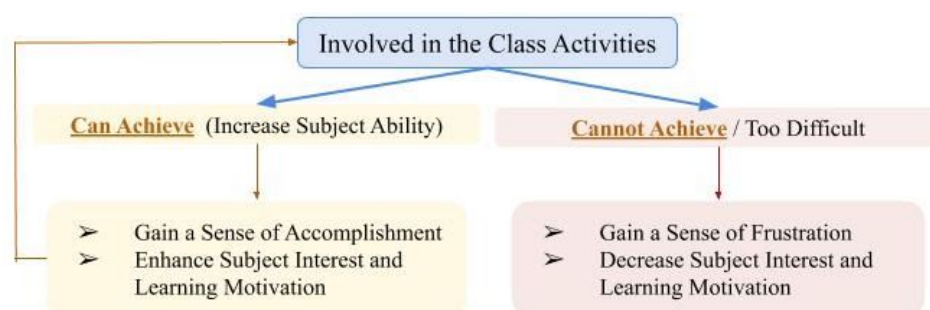 Involved in the Class Activities
Can Achieve (Increase Subject Ability)
Cannot Achieve / Too Difficult
➢ Gain a Sense of Accomplishment
➢ Enhance Subject Interest and
Learning Motivation
➢ Gain a Sense of Frustration
➢ Decrease Subject Interest and
Learning Motivation